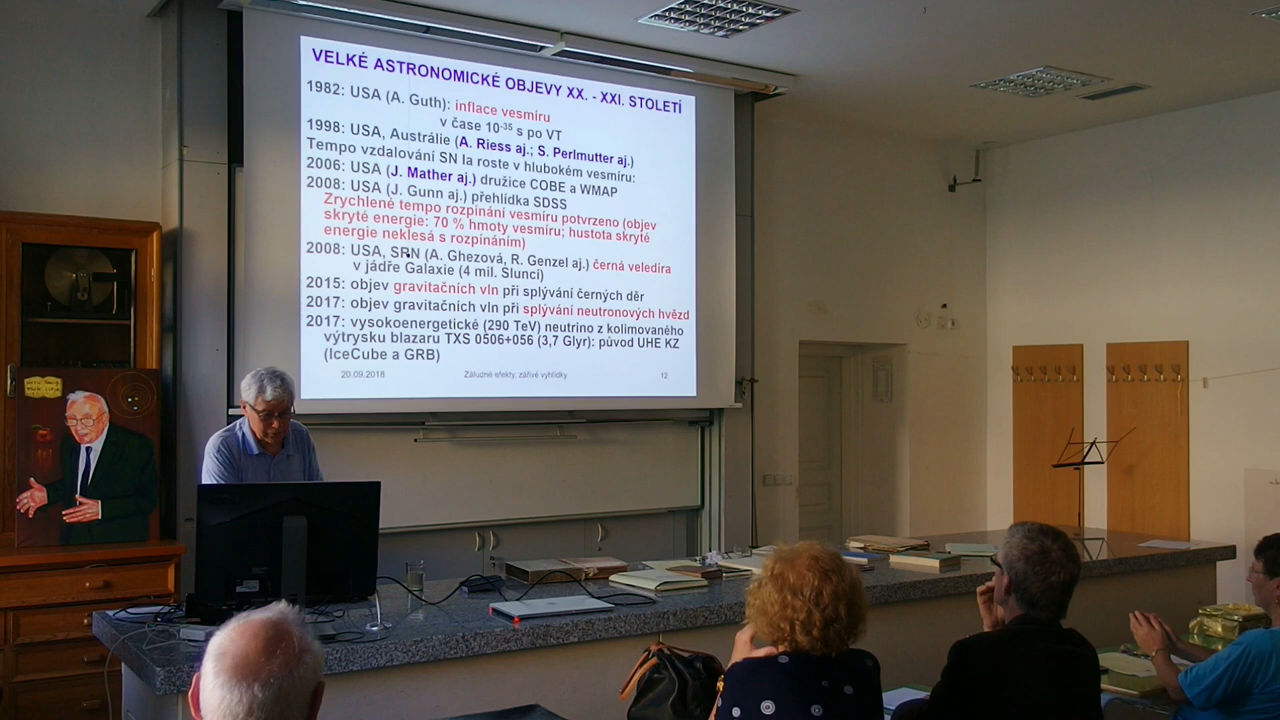 VELKÉ ASTRONOMICKÉ OBJEVY XX. - XXI. STOLETÍ
1982: USA (A. Guth): inflace vesmíru
v čase 10⁻³⁵ s po VT
1998: USA, Austrálie (A. Riess aj.; S. Perlmutter aj.)
Tempo vzdalování SN Ia roste v hlubokém vesmíru:
2006: USA (J. Mather aj.) družice COBE a WMAP
2008: USA (J. Gunn aj.) přehlídka SDSS
Zrychlené tempo rozpínání vesmíru potvrzeno (objev
skryté energie: 70 % hmoty vesmíru; hustota skryté
energie neklesá s rozpínáním)
2008: USA, SRN (A. Ghezová, R. Genzel aj.) černá veledíra
v jádře Galaxie (4 mil. Sluncí)
2015: objev gravitačních vln při splývání černých děr
2017: objev gravitačních vln při splývání neutronových hvězd
2017: vysokoenergetické (290 TeV) neutrino z kolimovaného
výtrysku blazaru TXS 0506+056 (3,7 Glyr): původ UHE KZ
(IceCube a GRB)
20.09.2018 Záludné efekty, zářivé vyhlídky 12